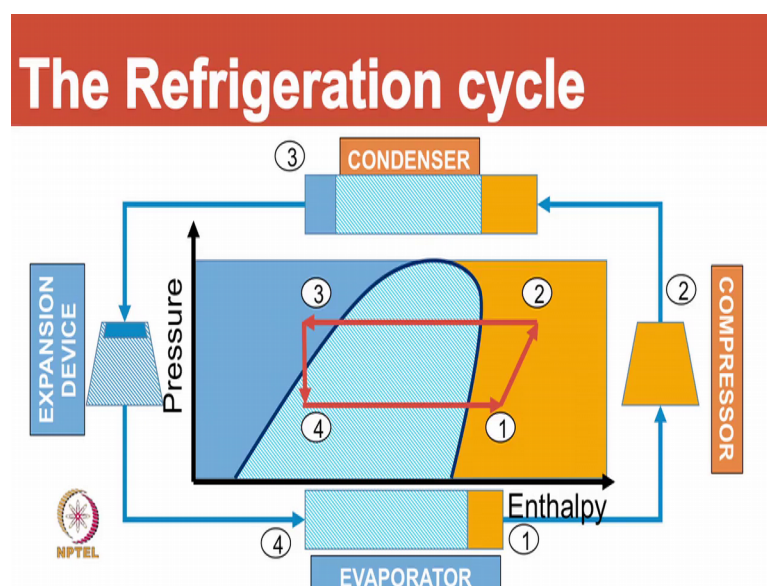 The Refrigeration cycle
3
CONDENSER
EXPANSION
DEVICE
Pressure
3
2
4
1
2
COMPRESSOR
Enthalpy
4
1
EVAPORATOR
NPTEL